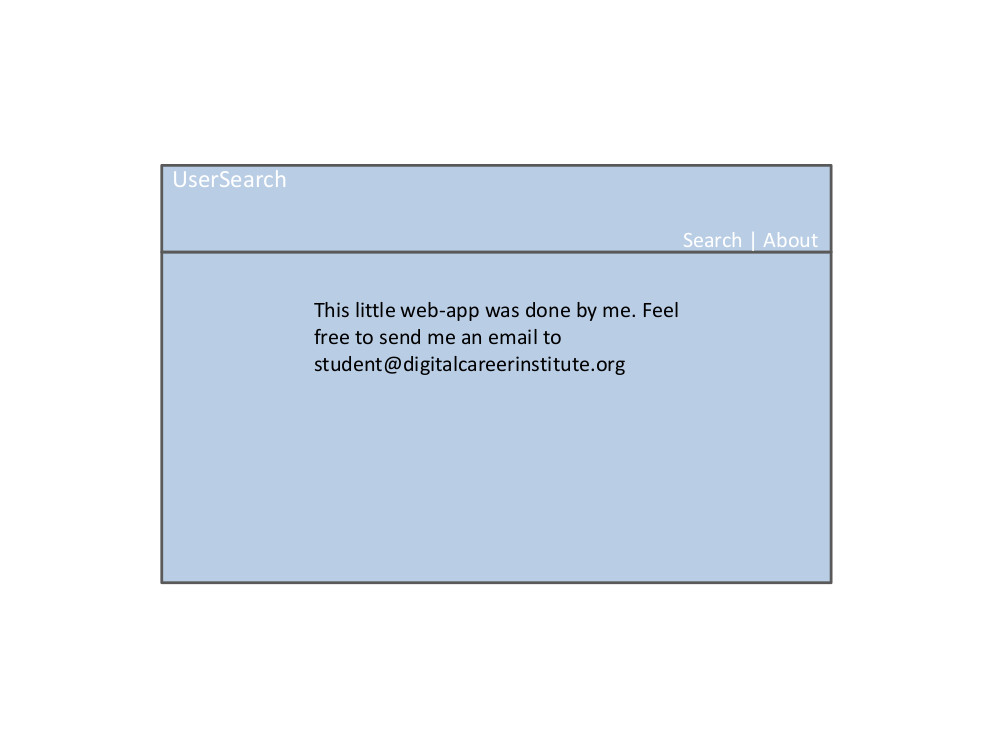 UserSearch
Search | About
This little web-app was done by me. Feel
free to send me an email to
student@digitalcareerinstitute.org